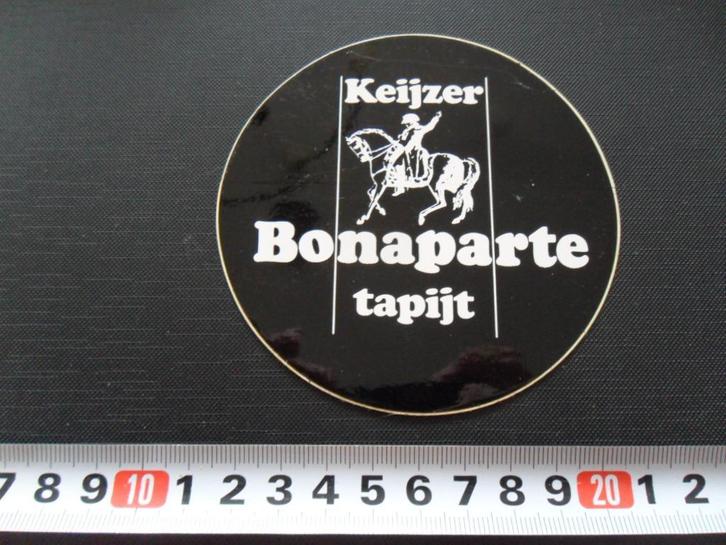 Keijzer
Bonaparte
tapijt
7 8 9 10 1 2 3 4 5 6 7 8 9 20 1 2